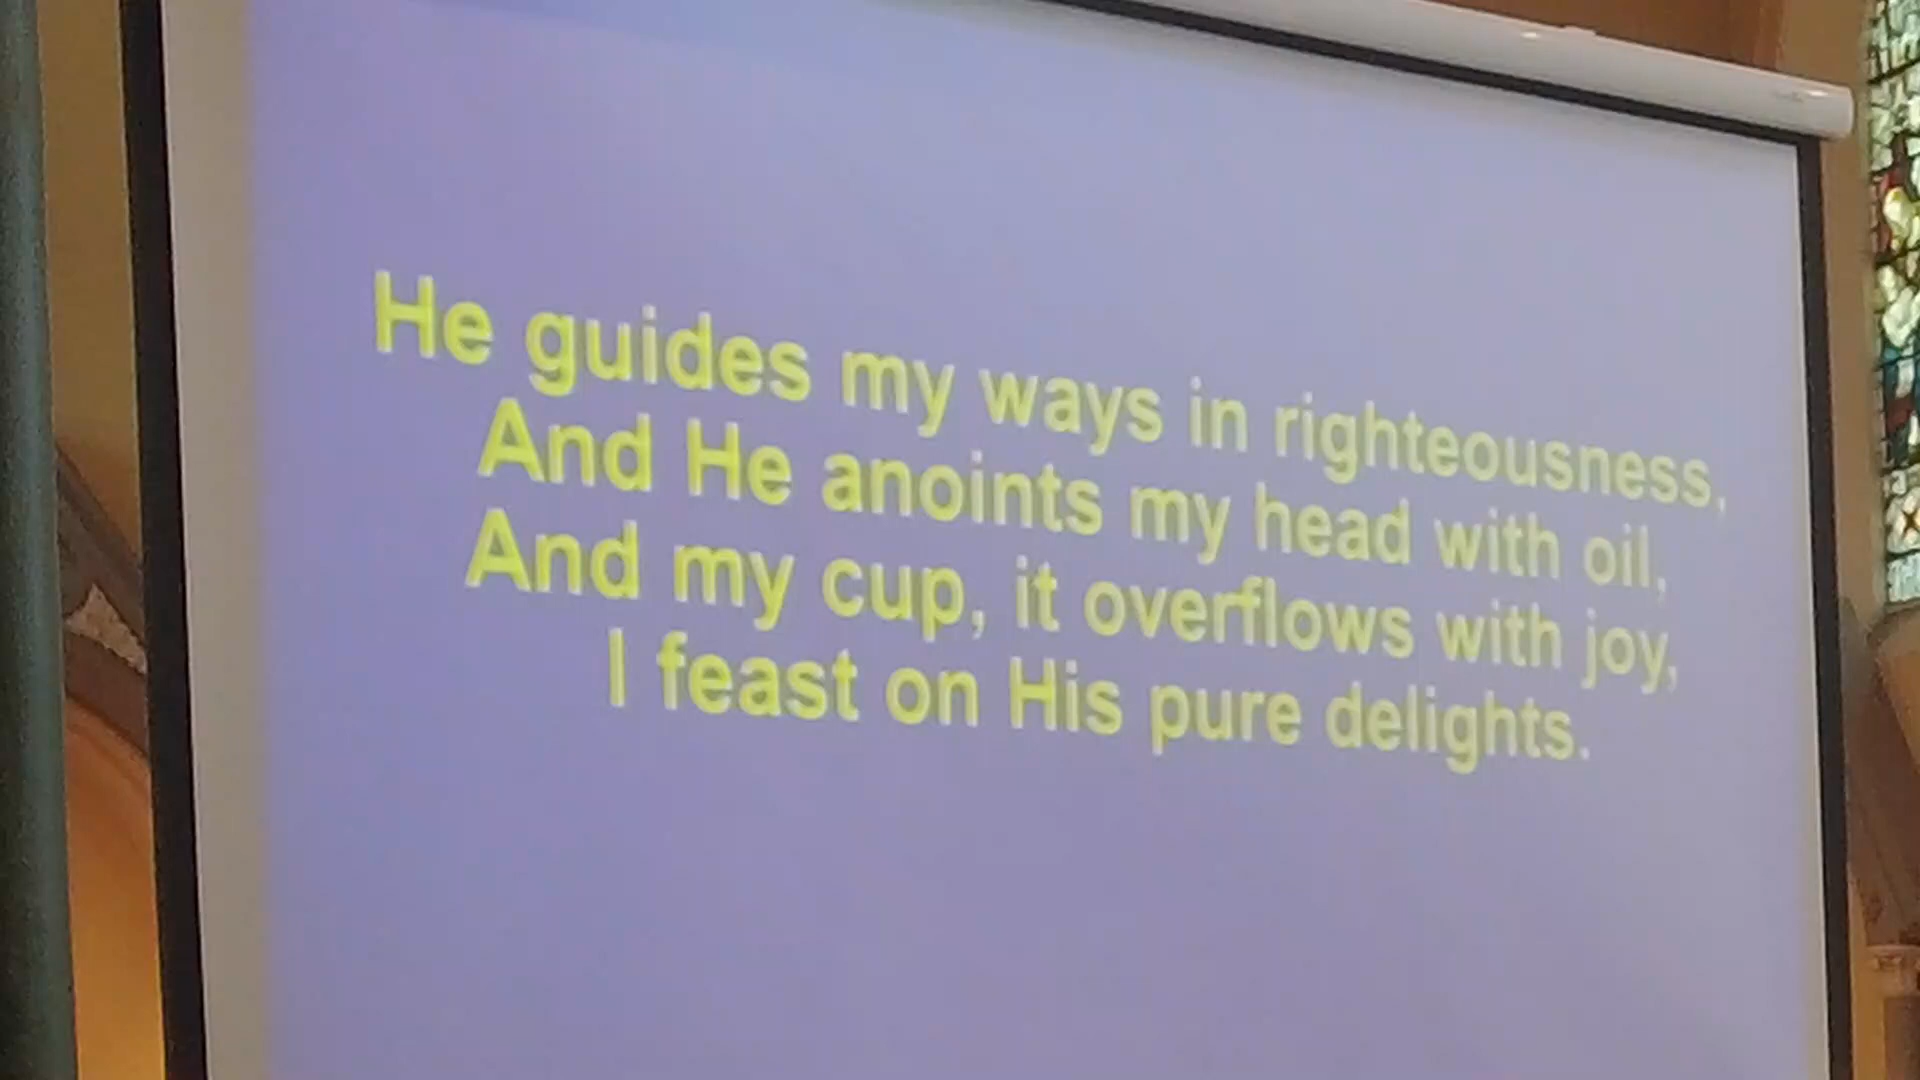 He guides my ways in righteousness,
And He anoints my head with oil,
And my cup, it overflows with joy,
I feast on His pure delights.